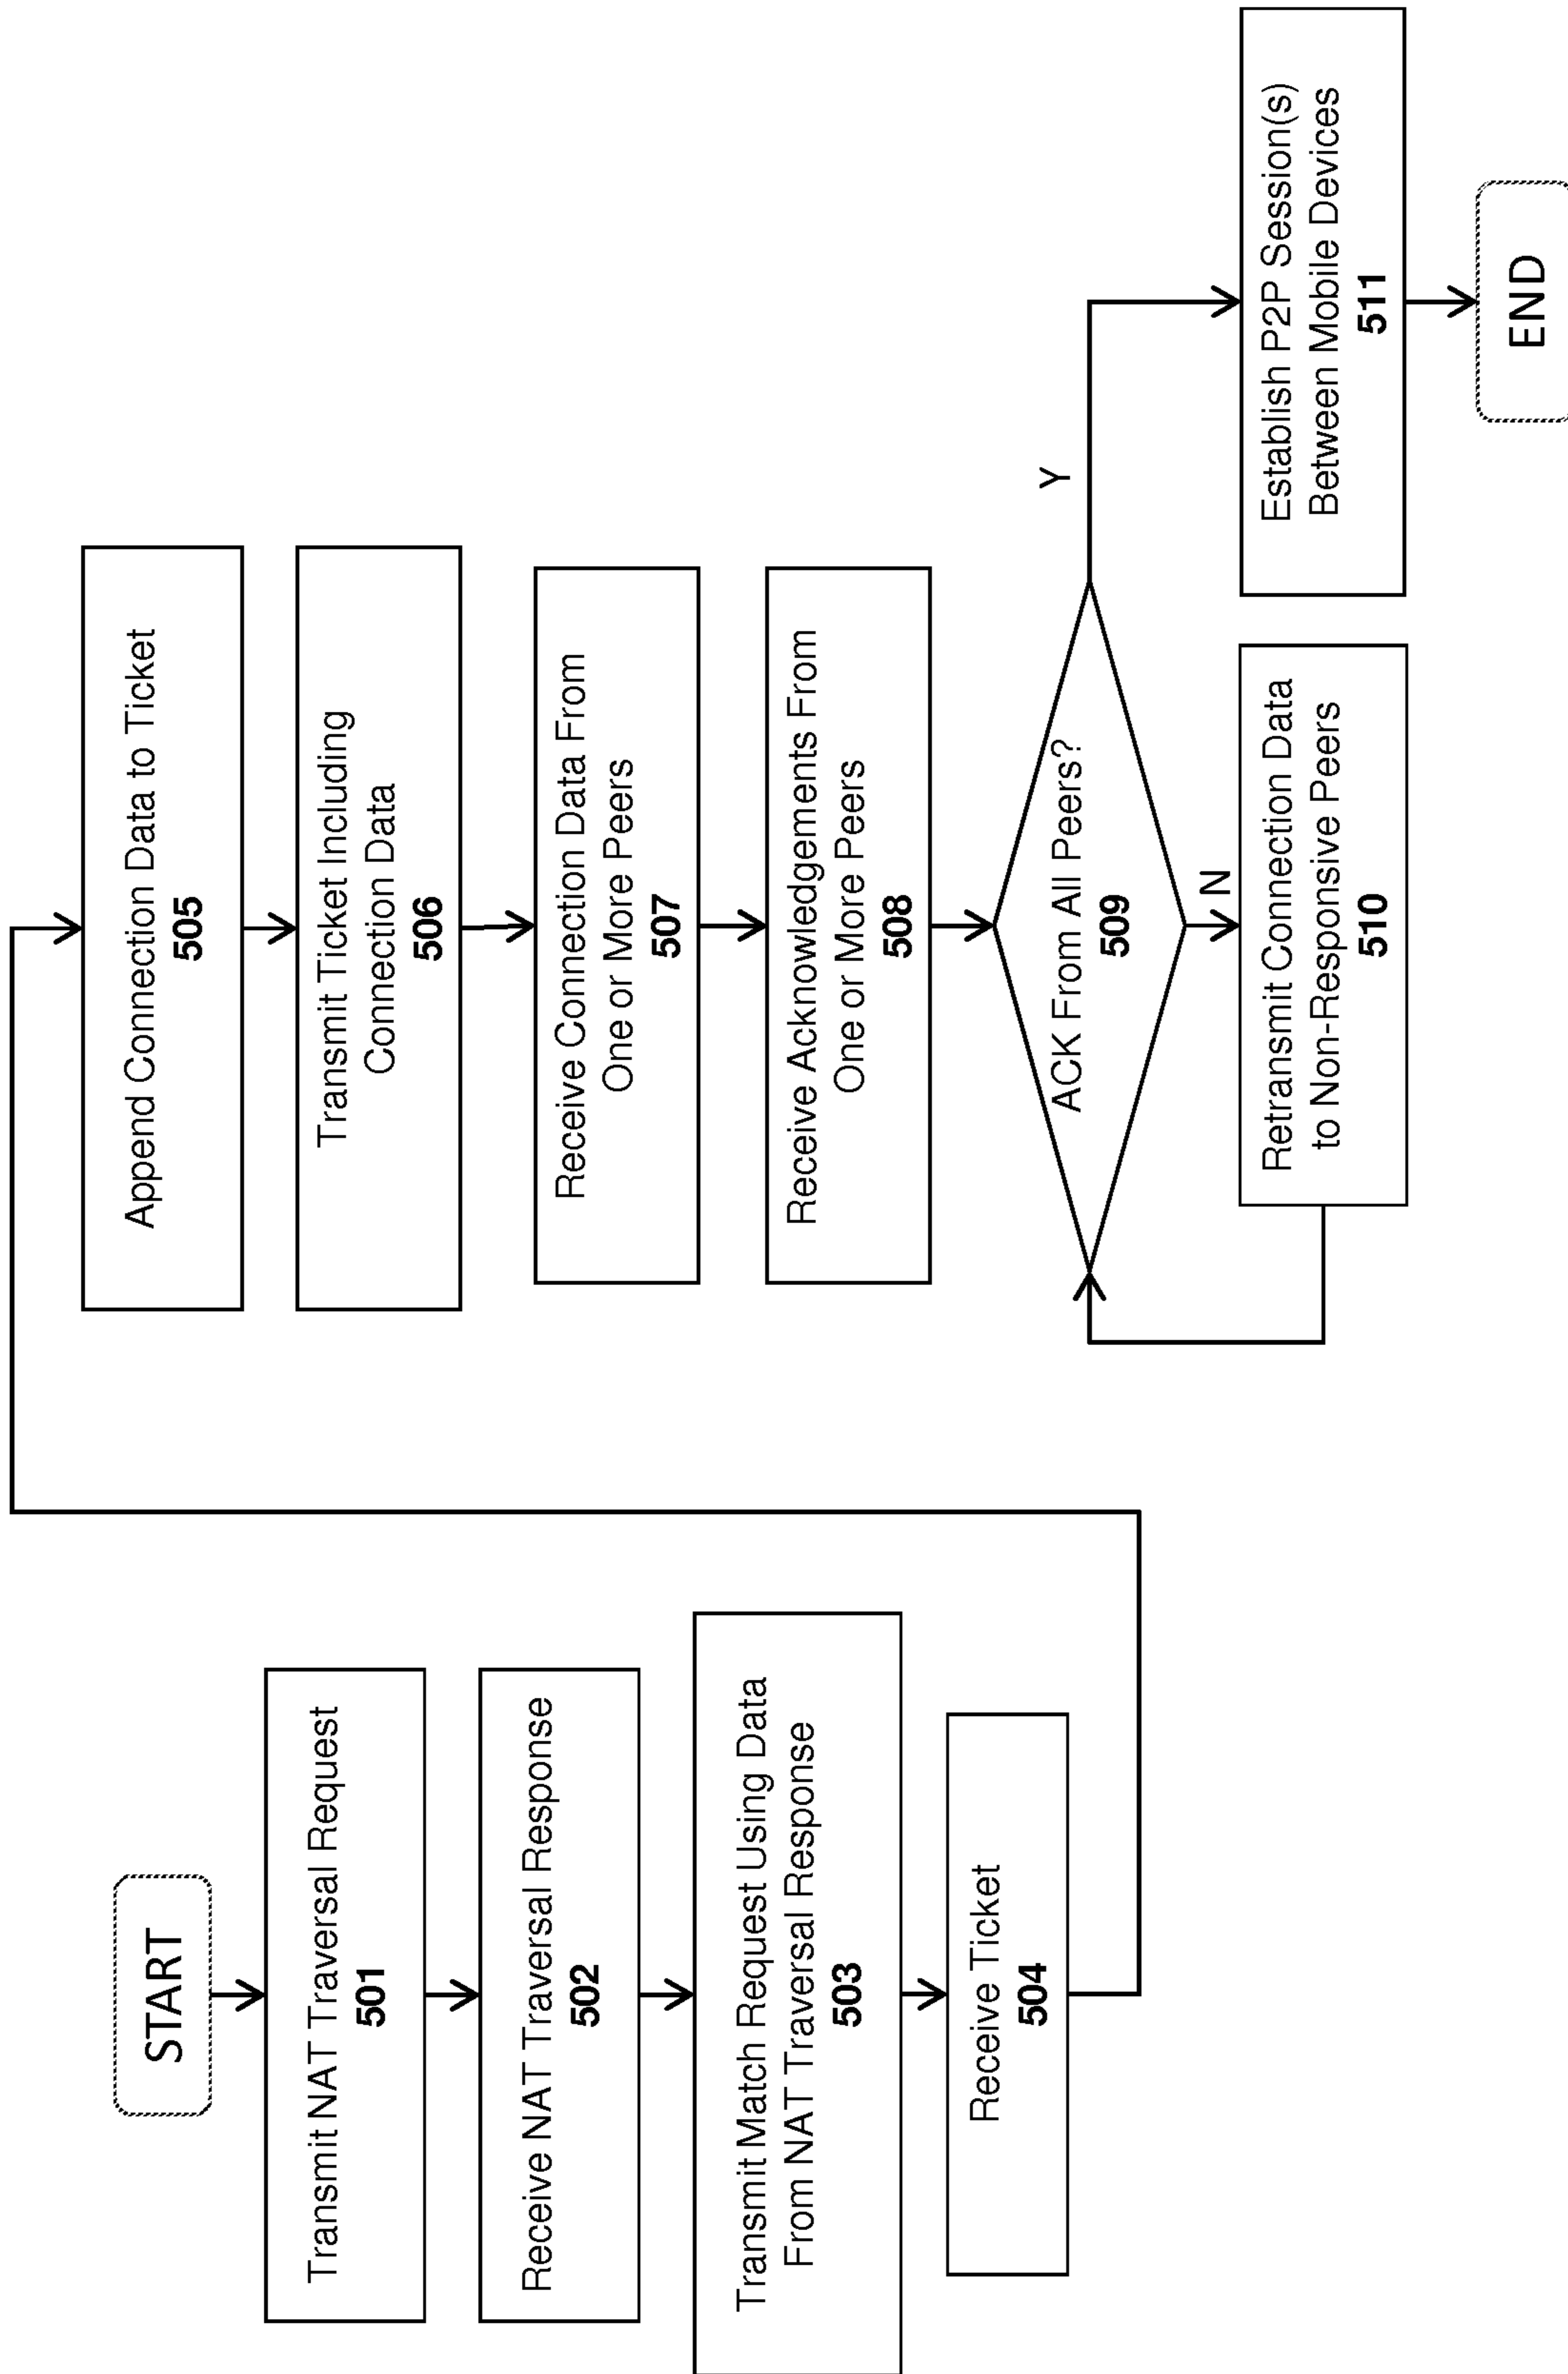 START
Transmit NAT Traversal Request
501
Receive NAT Traversal Response
502
Transmit Match Request Using Data
From NAT Traversal Response
503
Receive Ticket
504
Append Connection Data to Ticket
505
Transmit Ticket Including
Connection Data
506
Receive Connection Data From
One or More Peers
507
Receive Acknowledgements From
One or More Peers
508
ACK From All Peers?
509
N
Retransmit Connection Data
to Non-Responsive Peers
510
Y
Establish P2P Session(s)
Between Mobile Devices
511
END